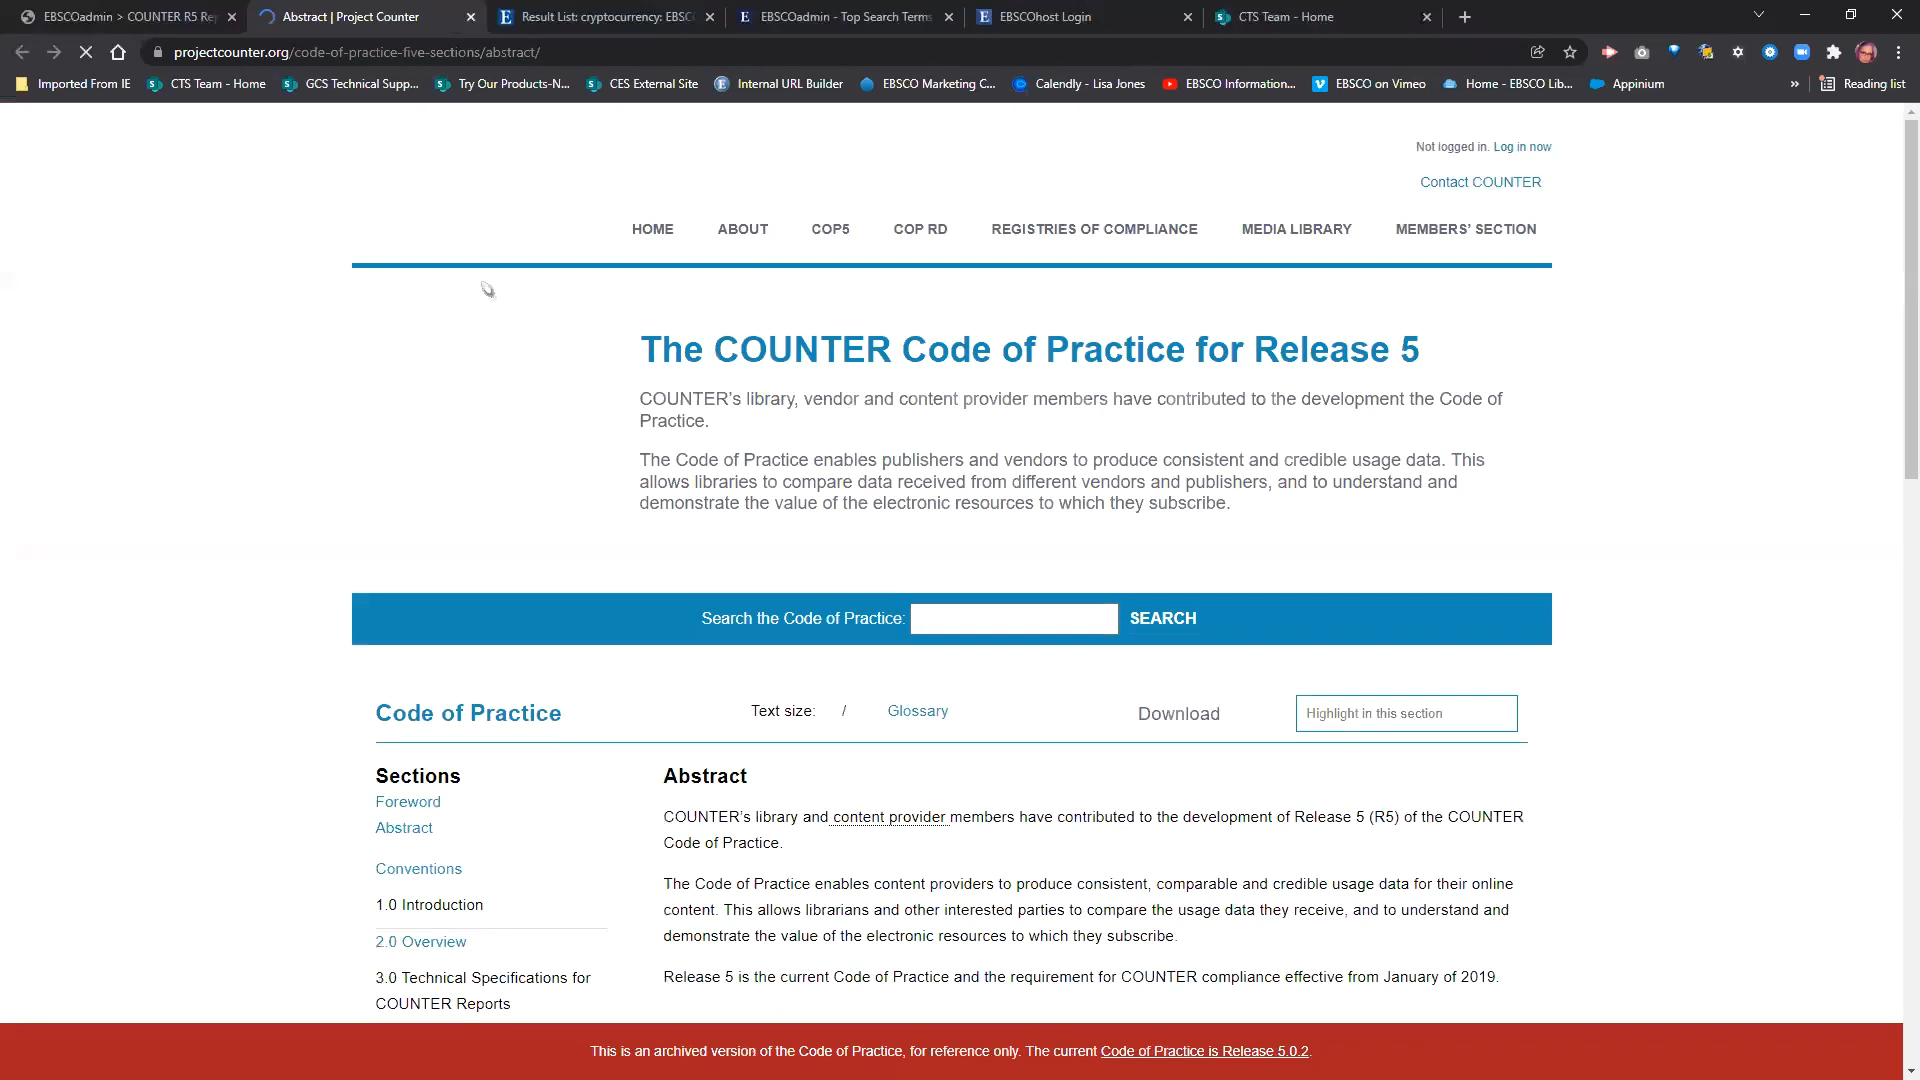 EBSCOadmin > COUNTER R5 Rep
Abstract | Project Counter
Result List: cryptocurrency: EBSC
EBSCOadmin - Top Search Terms
EBSCOhost Login
CTS Team - Home
projectcounter.org/code-of-practice-five-sections/abstract/
Imported From IE
CTS Team - Home
GCS Technical Supp...
Try Our Products-N...
CES External Site
Internal URL Builder
EBSCO Marketing C...
Calendly - Lisa Jones
EBSCO Information...
EBSCO on Vimeo
Home - EBSCO Lib...
Appinium
»
Reading list
Not logged in. Log in now
Contact COUNTER
HOME ABOUT COP5 COP RD REGISTRIES OF COMPLIANCE MEDIA LIBRARY MEMBERS' SECTION
The COUNTER Code of Practice for Release 5
COUNTER's library, vendor and content provider members have contributed to the development the Code of
Practice.
The Code of Practice enables publishers and vendors to produce consistent and credible usage data. This
allows libraries to compare data received from different vendors and publishers, and to understand and
demonstrate the value of the electronic resources to which they subscribe.
Search the Code of Practice: SEARCH
Code of Practice
Text size: /
Glossary
Download
Highlight in this section
Sections
Foreword
Abstract
Conventions
1.0 Introduction
2.0 Overview
3.0 Technical Specifications for
COUNTER Reports
Abstract
COUNTER's library and content provider members have contributed to the development of Release 5 (R5) of the COUNTER
Code of Practice.
The Code of Practice enables content providers to produce consistent, comparable and credible usage data for their online
content. This allows librarians and other interested parties to compare the usage data they receive, and to understand and
demonstrate the value of the electronic resources to which they subscribe.
Release 5 is the current Code of Practice and the requirement for COUNTER compliance effective from January of 2019.
This is an archived version of the Code of Practice, for reference only. The current Code of Practice is Release 5.0.2.